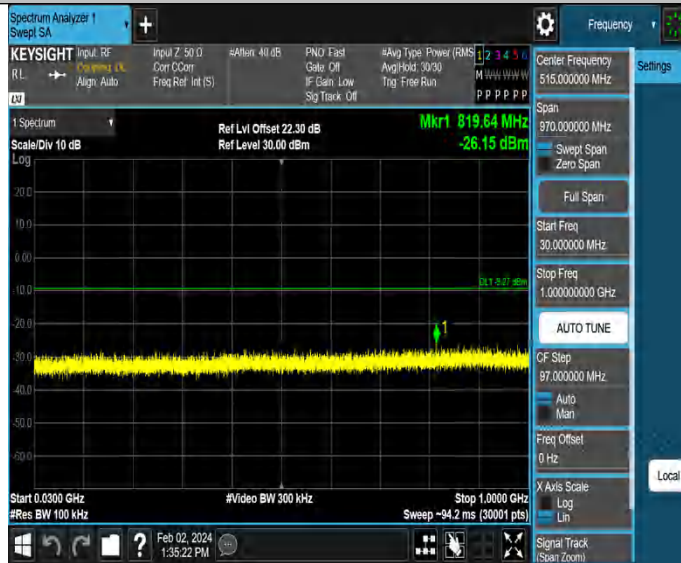 Spectrum Analyzer 1
Swept SA
+
Frequency
KEYSIGHT
RL
LXI
Input: RF
Coupling: DC
Align: Auto
Input Z: 50 Ω
Corr CCorr
Freq Ref: Int (S)
#Atten: 40 dB
PNO: Fast
Gate: Off
IF Gain: Low
Sig Track: Off
#Avg Type: Power (RMS
Avg|Hold: 30/30
Trig: Free Run
1 2 3 4 5 6
M W W W W W
P P P P P P
1 Spectrum
Scale/Div 10 dB
Log
Ref Lvl Offset 22.30 dB
Ref Level 30.00 dBm
Mkr1 819.64 MHz
-26.15 dBm
20.0
10.0
0.00
-10.0
-20.0
-30.0
-40.0
-50.0
-60.0
DL1 -9.27 dBm
1
Start 0.0300 GHz
#Res BW 100 kHz
#Video BW 300 kHz
Stop 1.0000 GHz
Sweep ~94.2 ms (30001 pts)
Feb 02, 2024
1:35:22 PM
?
Center Frequency
515.000000 MHz
Settings
Span
970.000000 MHz
Swept Span
Zero Span
Full Span
Start Freq
30.000000 MHz
Stop Freq
1.000000000 GHz
AUTO TUNE
CF Step
97.000000 MHz
Auto
Man
Freq Offset
0 Hz
X Axis Scale
Log
Lin
Local
Signal Track
(Span Zoom)